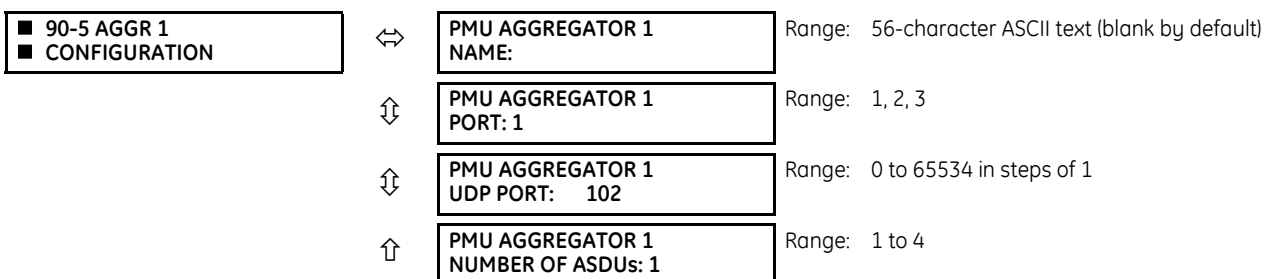 ■ 90-5 AGGR 1
■ CONFIGURATION
PMU AGGREGATOR 1
NAME:
Range: 56-character ASCII text (blank by default)
PMU AGGREGATOR 1
PORT: 1
Range: 1, 2, 3
PMU AGGREGATOR 1
UDP PORT: 102
Range: 0 to 65534 in steps of 1
PMU AGGREGATOR 1
NUMBER OF ASDUs: 1
Range: 1 to 4